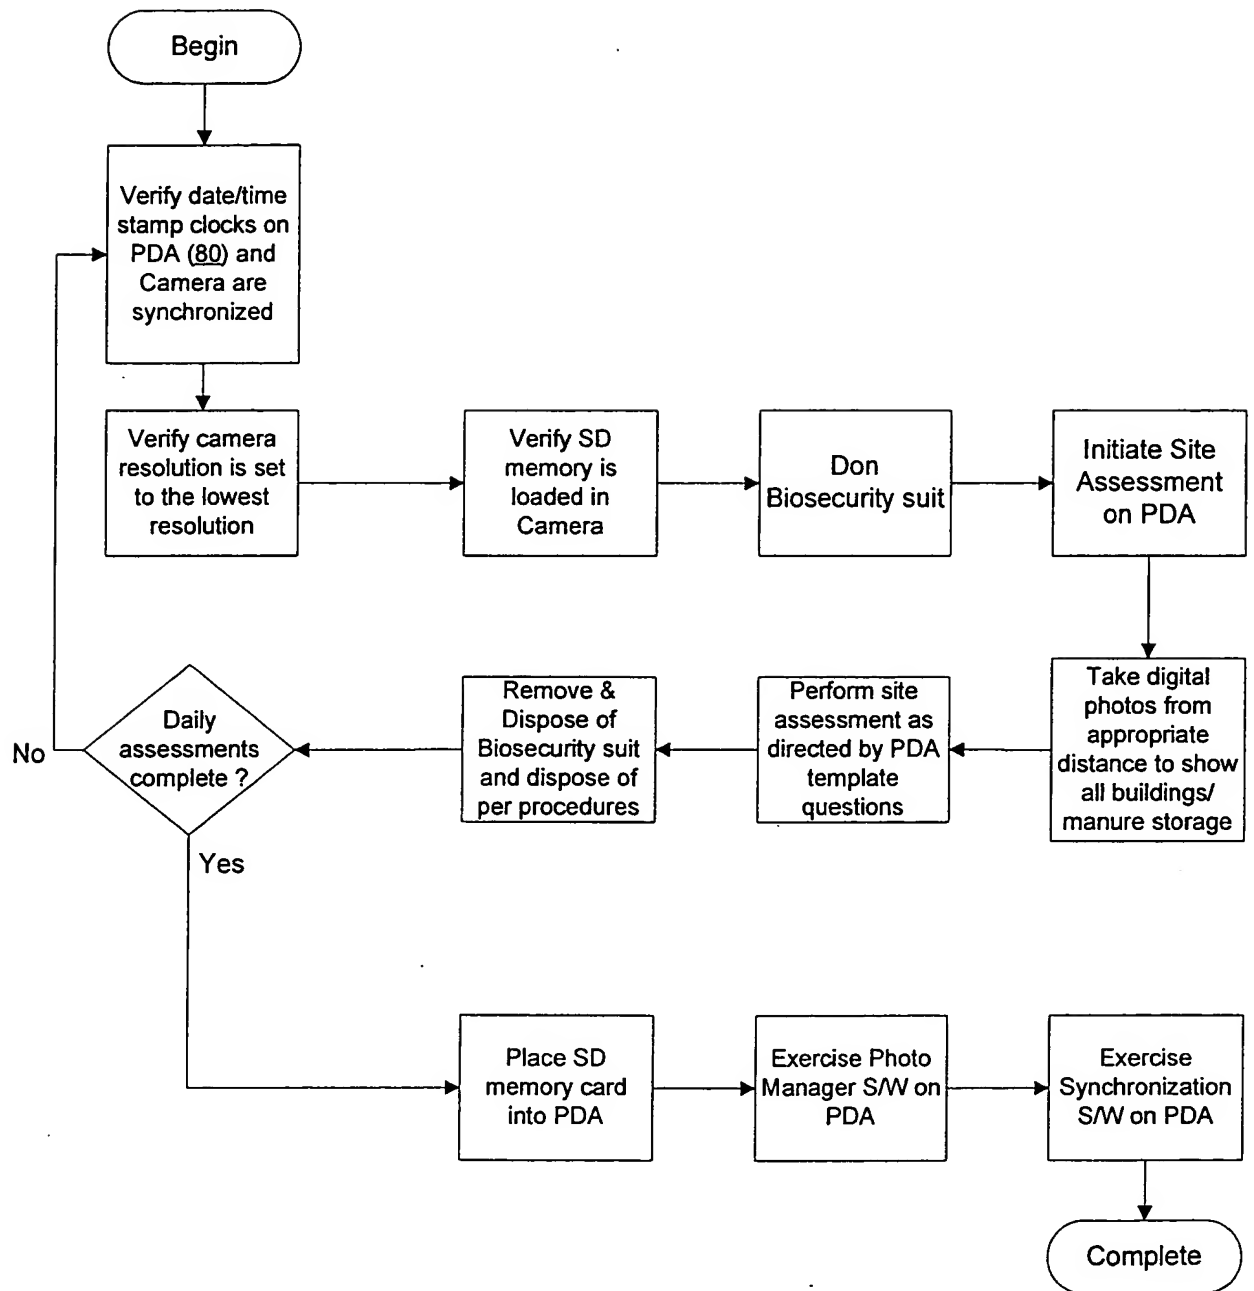 Begin
Verify date/time
stamp clocks on
PDA (80) and
Camera are
synchronized
Verify camera
resolution is set
to the lowest
resolution
Verify SD
memory is
loaded in
Camera
Don
Biosecurity suit
Initiate Site
Assessment
on PDA
Take digital
photos from
appropriate
distance to show
all buildings/
manure storage
Perform site
assessment as
directed by PDA
template
questions
Remove &
Dispose of
Biosecurity suit
and dispose of
per procedures
Daily
assessments
complete ?
No
Yes
Place SD
memory card
into PDA
Exercise Photo
Manager S/W on
PDA
Exercise
Synchronization
S/W on PDA
Complete